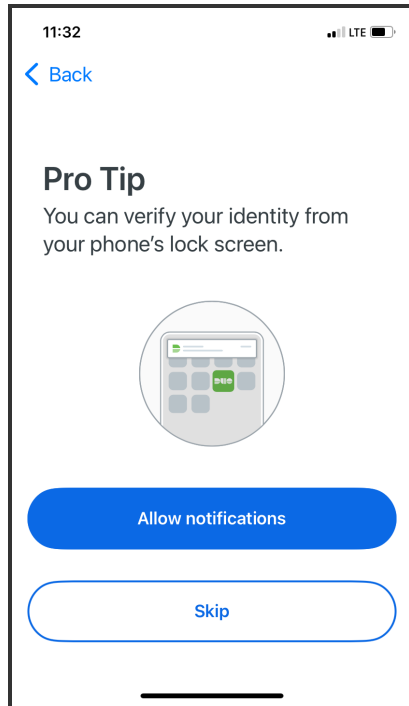 11:32
LTE
Back
Pro Tip
You can verify your identity from
your phone's lock screen.
DUO
Allow notifications
Skip